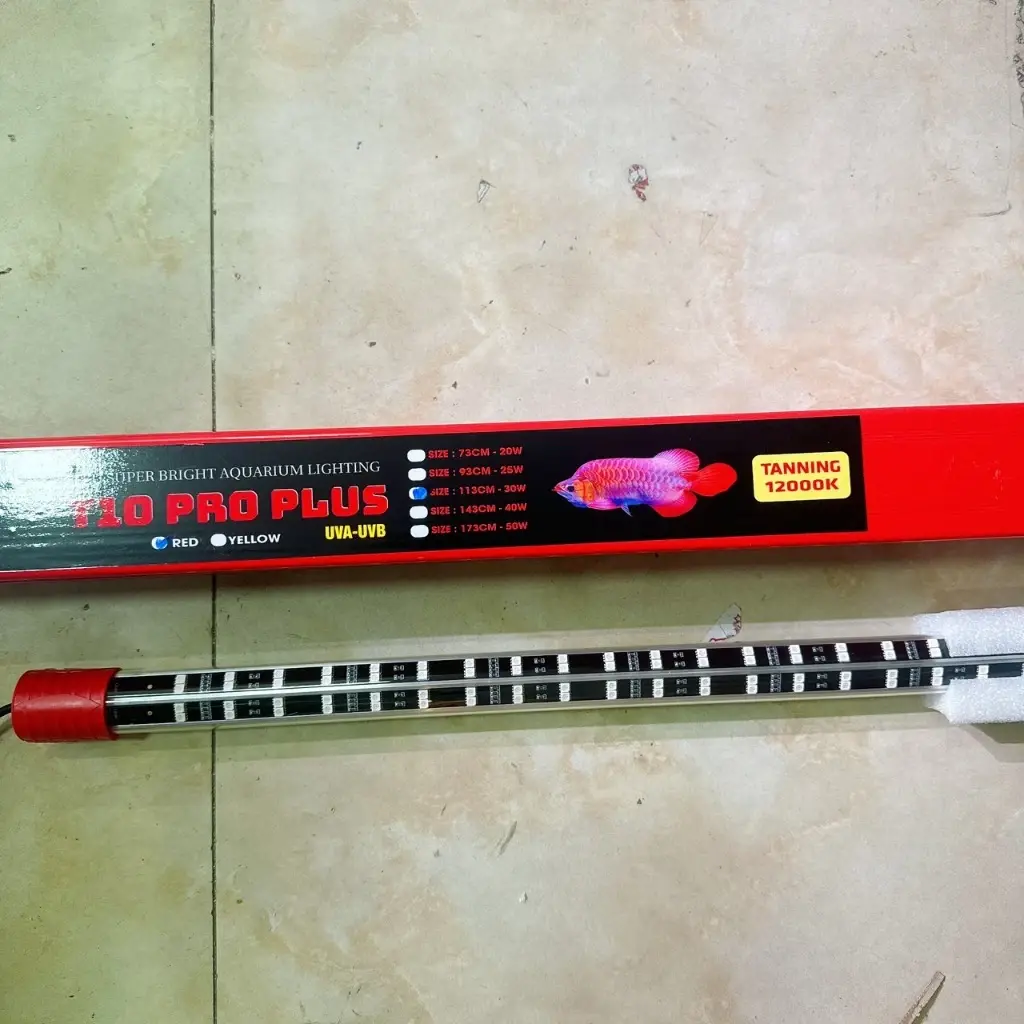 SUPER BRIGHT AQUARIUM LIGHTING
T10 PRO PLUS
UVA-UVB
RED YELLOW
SIZE : 73CM - 20W
SIZE : 93CM - 25W
SIZE : 113CM - 30W
SIZE : 143CM - 40W
SIZE : 173CM - 50W
TANNING
12000K